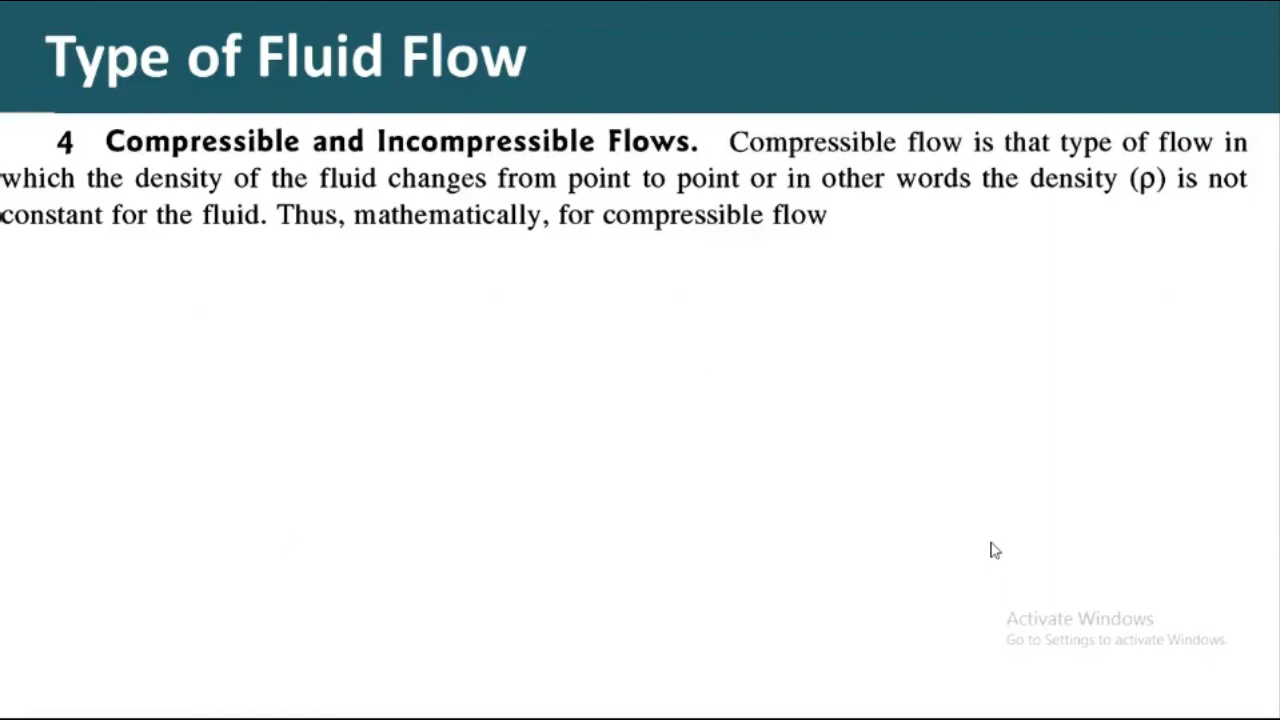 Type of Fluid Flow
4 Compressible and Incompressible Flows. Compressible flow is that type of flow in
which the density of the fluid changes from point to point or in other words the density (ρ) is not
constant for the fluid. Thus, mathematically, for compressible flow
Activate Windows
Go to Settings to activate Windows.